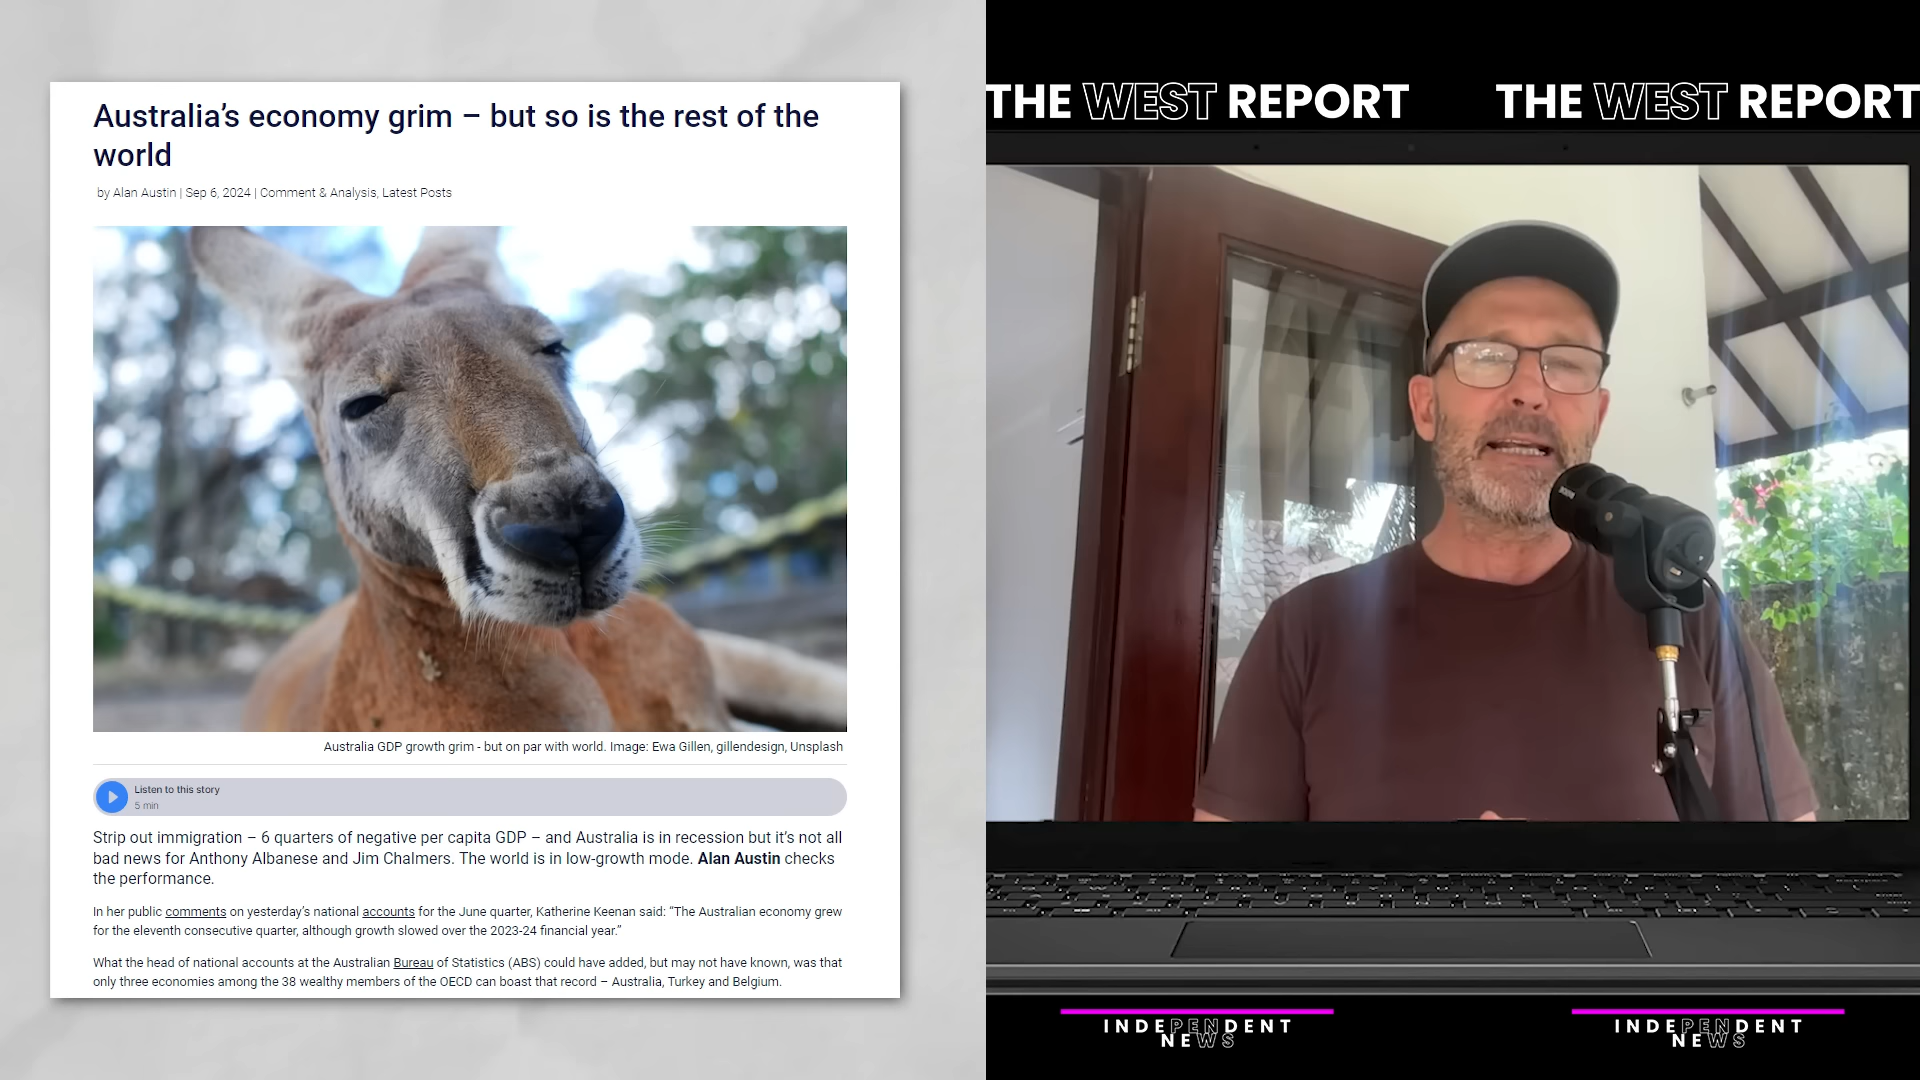 Australia’s economy grim – but so is the rest of the
world
by Alan Austin | Sep 6, 2024 | Comment & Analysis, Latest Posts
Australia GDP growth grim - but on par with world. Image: Ewa Gillen, gillendesign, Unsplash
Listen to this story
5 min
Strip out immigration – 6 quarters of negative per capita GDP – and Australia is in recession but it’s not all
bad news for Anthony Albanese and Jim Chalmers. The world is in low-growth mode. Alan Austin checks
the performance.
In her public comments on yesterday’s national accounts for the June quarter, Katherine Keenan said: “The Australian economy grew
for the eleventh consecutive quarter, although growth slowed over the 2023-24 financial year.”
What the head of national accounts at the Australian Bureau of Statistics (ABS) could have added, but may not have known, was that
only three economies among the 38 wealthy members of the OECD can boast that record – Australia, Turkey and Belgium.
THE WEST REPORT THE WEST REPORT
INDEPENDENT
NEWS
INDEPENDENT
NEWS